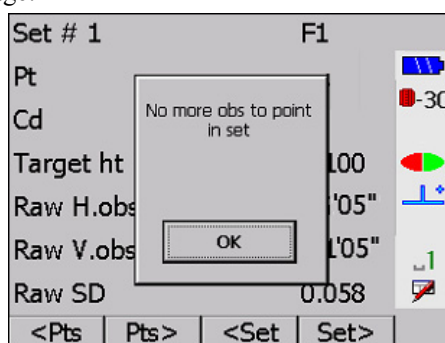 Set # 1 F1
Pt
Cd
No more obs to point
in set
Target ht 100
Raw H.obs '05"
Raw V.obs 1'05"
OK
Raw SD 0.058
-30
1
<Pts Pts> <Set Set>